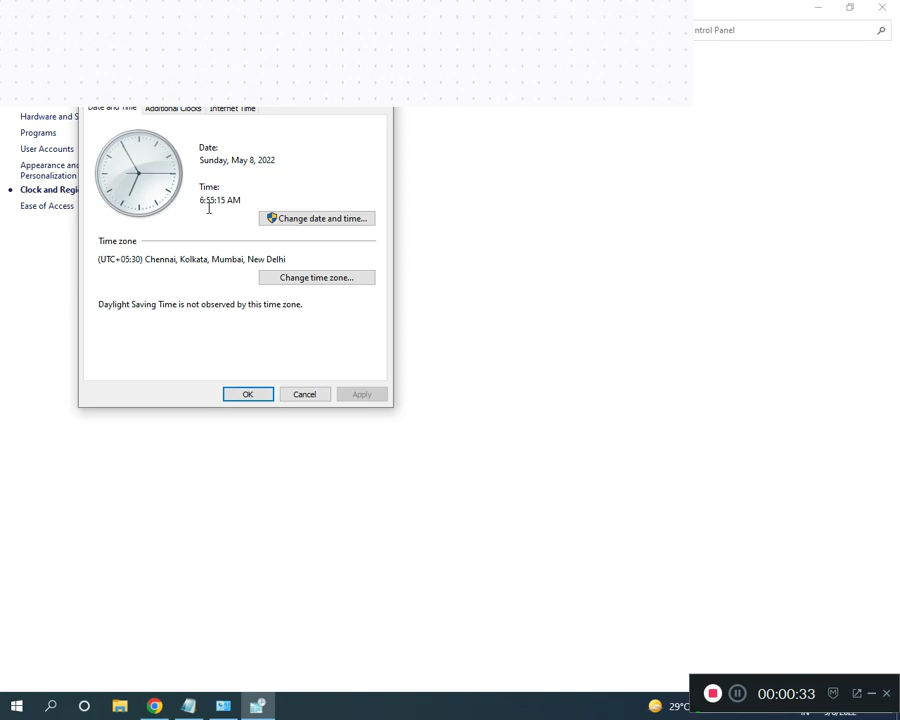 ntrol Panel
Date and Time Additional Clocks Internet Time
Hardware and S
Programs
User Accounts
Appearance and
Personalization
Clock and Regi
Ease of Access
Date:
Sunday, May 8, 2022
Time:
6:55:15 AM
Change date and time...
Time zone
(UTC+05:30) Chennai, Kolkata, Mumbai, New Delhi
Change time zone...
Daylight Saving Time is not observed by this time zone.
OK Cancel Apply
29°C
00:00:33